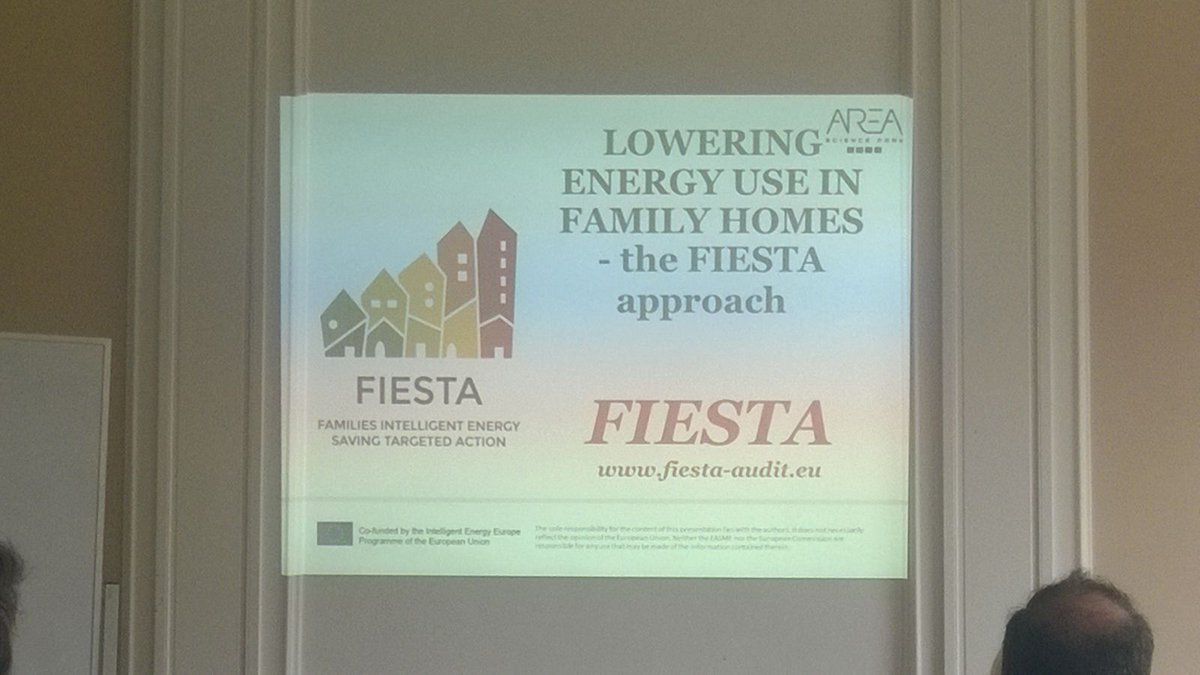 AREA
SCIENCE PARK
LOWERING
ENERGY USE IN
FAMILY HOMES
- the FIESTA
approach
FIESTA
FAMILIES INTELLIGENT ENERGY
SAVING TARGETED ACTION
FIESTA
www.fiesta-audit.eu
Co-funded by the Intelligent Energy Europe
Programme of the European Union
The sole responsibility for the content of this presentation lies with the authors. It does not necessarily
reflect the opinion of the European Union. Neither the EASME nor the European Commission are
responsible for any use that may be made of the information contained therein.